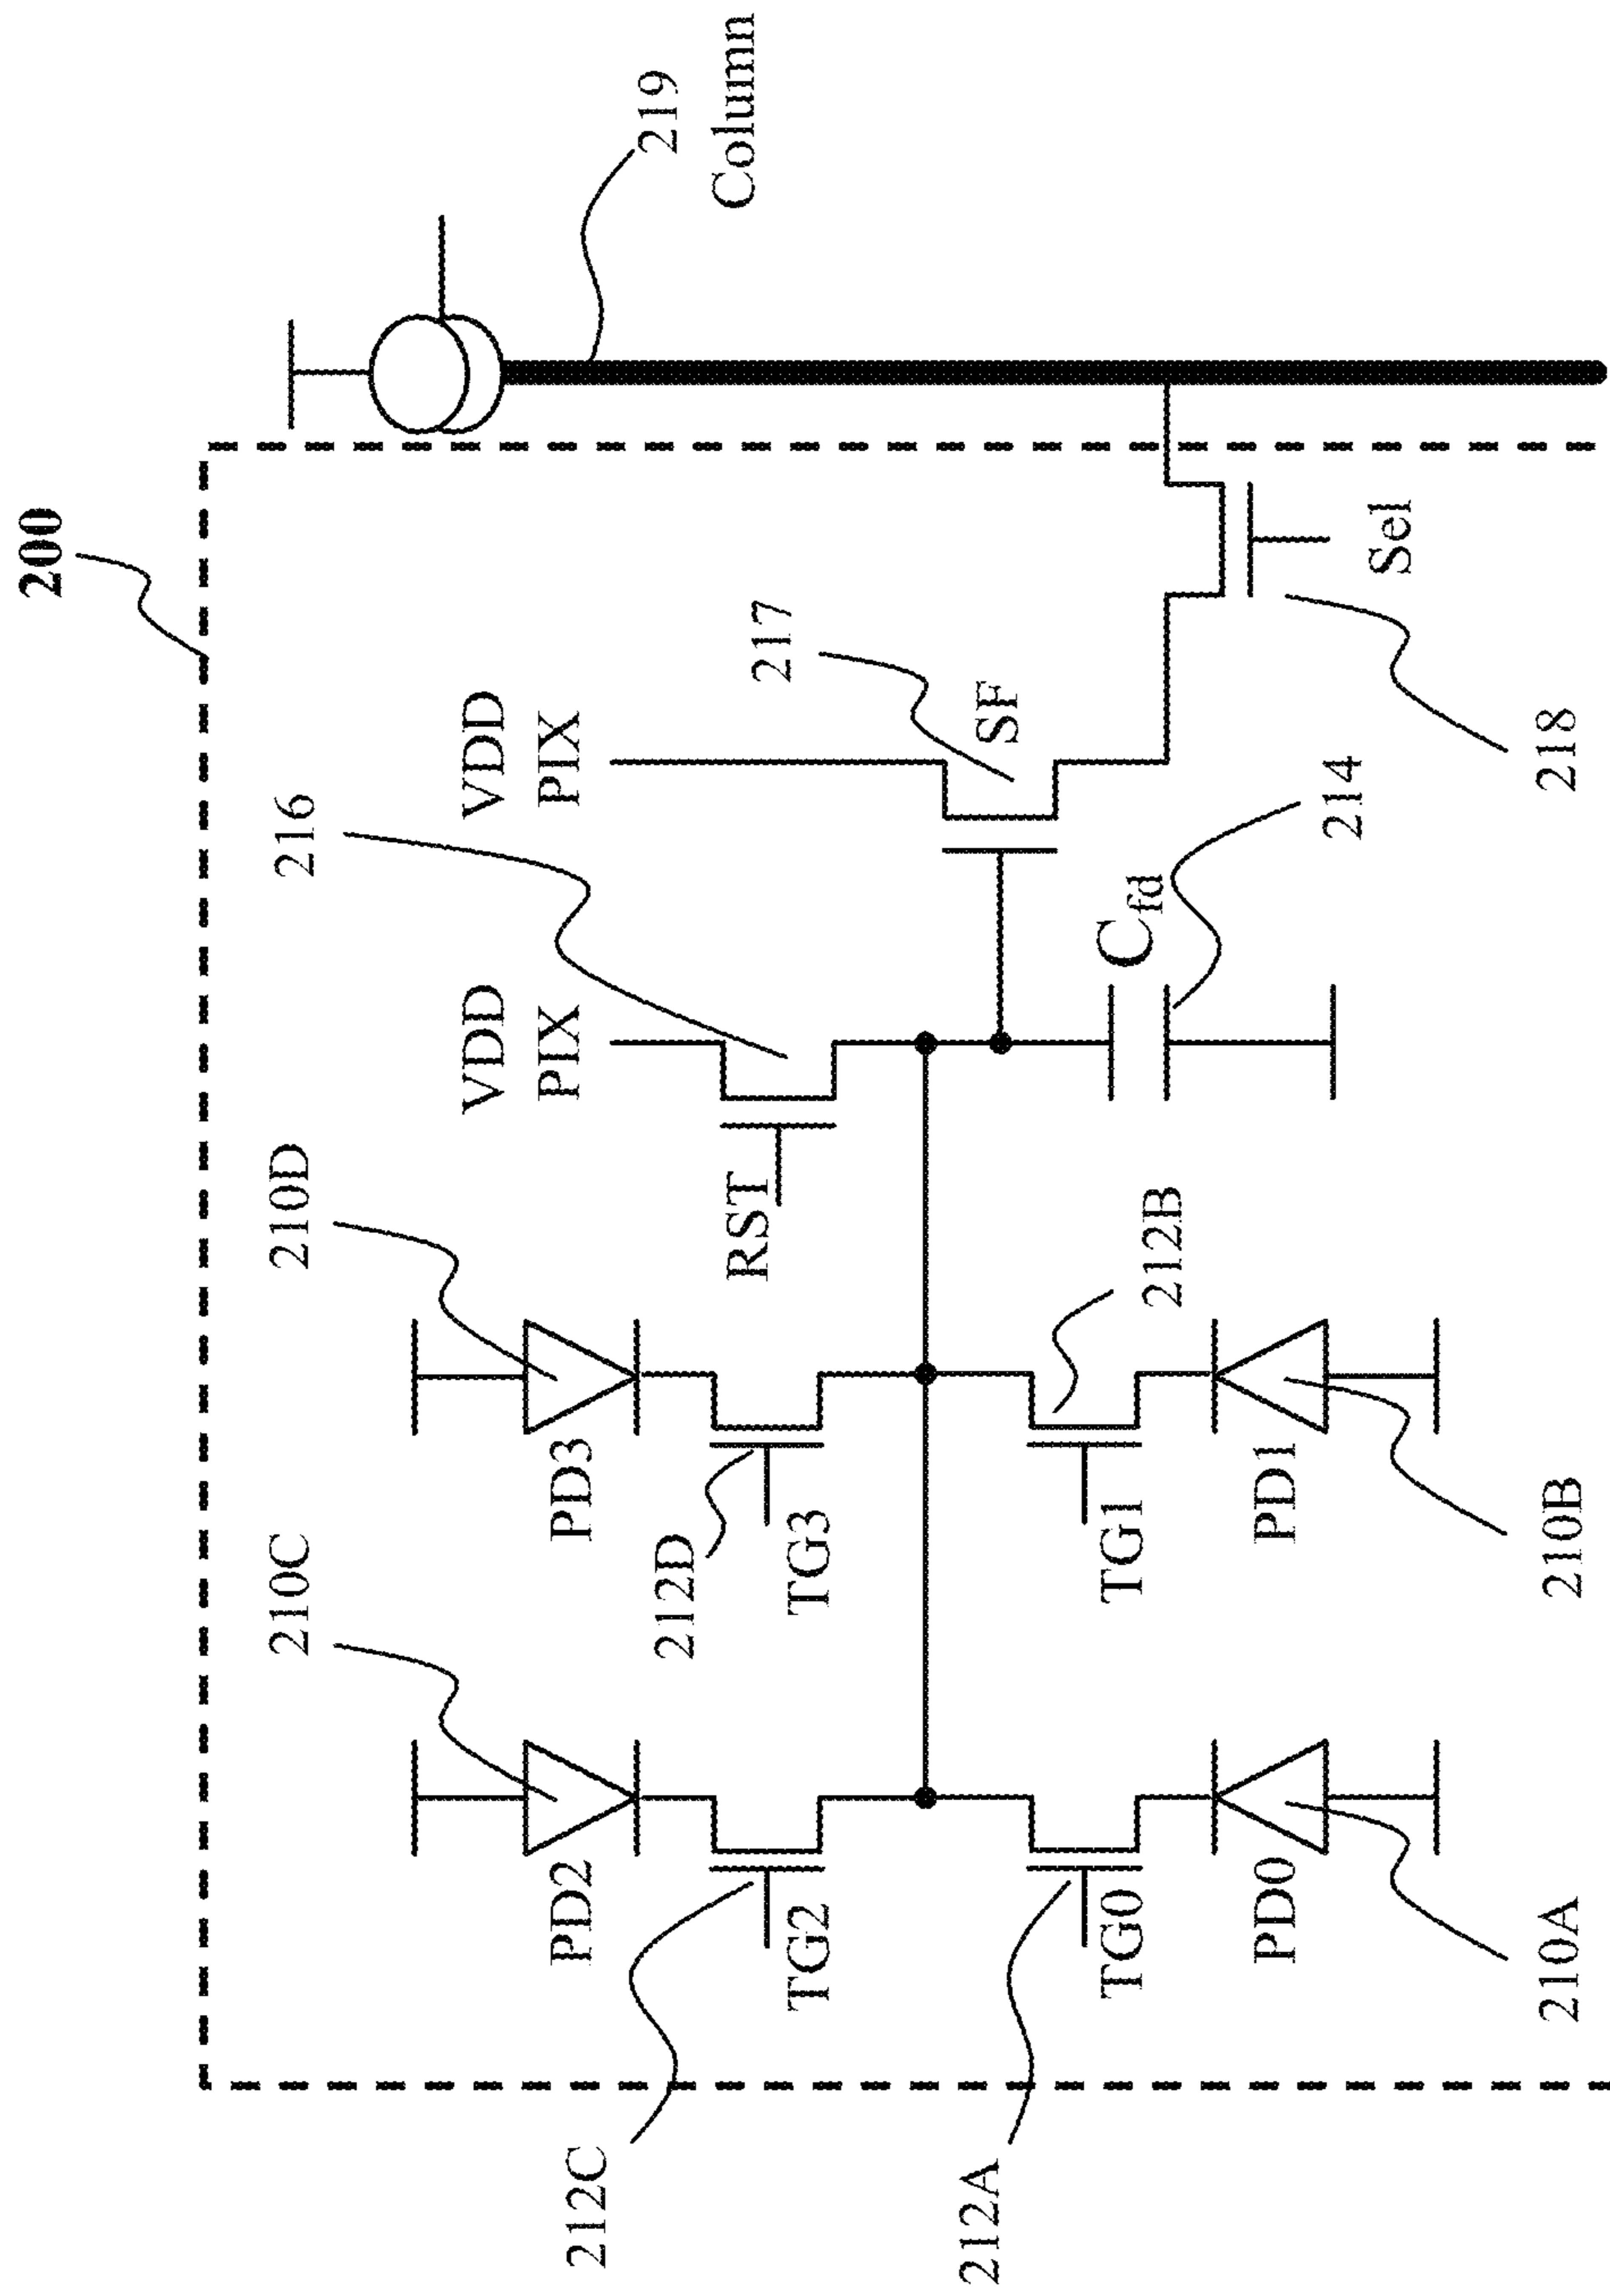 200
219
Column
VDD
PIX
VDD
PIX
216
217
SF
210D
210C
RST
PD3
PD2
212D
TG3
TG2
212C
C_fd
214
Sel
218
212B
TG1
TG0
212A
PD1
PD0
210B
210A